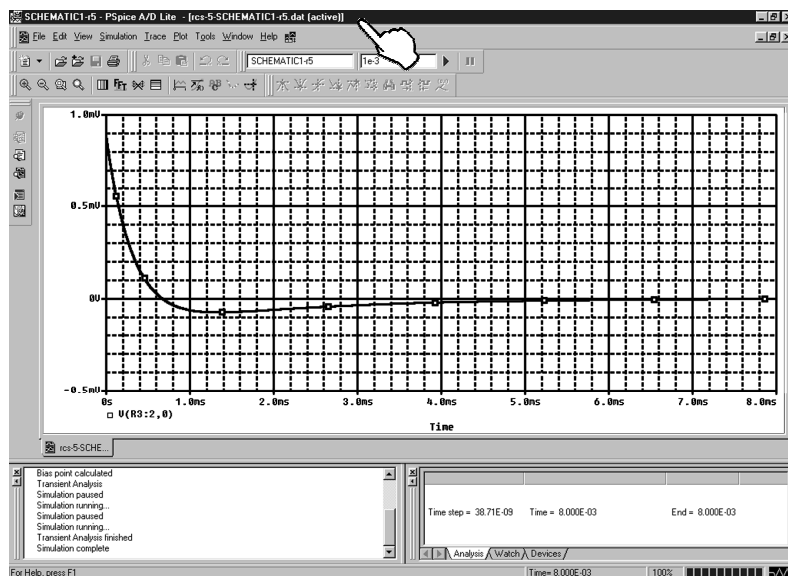 SCHEMATIC1-r5 - PSpice A/D Lite - [rcs-5-SCHEMATIC1-r5.dat (active)]
File Edit View Simulation Trace Plot Tools Window Help
SCHEMATIC1-r5 1e-3
1.0mV
0.5mV
0V
-0.5mV
0s 1.0ms 2.0ms 3.0ms 4.0ms 5.0ms 6.0ms 7.0ms 8.0ms
V(R3:2,0)
Time
rcs-5-SCHE...
Bias point calculated
Transient Analysis
Simulation paused
Simulation running...
Simulation paused
Simulation running...
Transient Analysis finished
Simulation complete
Time step = 38.71E-09 Time = 8.000E-03 End = 8.000E-03
Analysis Watch Devices
For Help, press F1 Time= 8.000E-03 100%